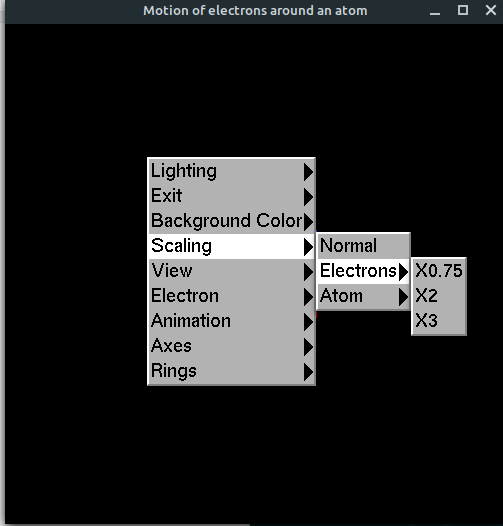 Motion of electrons around an atom
Lighting
Exit
Background Color
Scaling
View
Electron
Animation
Axes
Rings
Normal
Electrons
Atom
X0.75
X2
X3